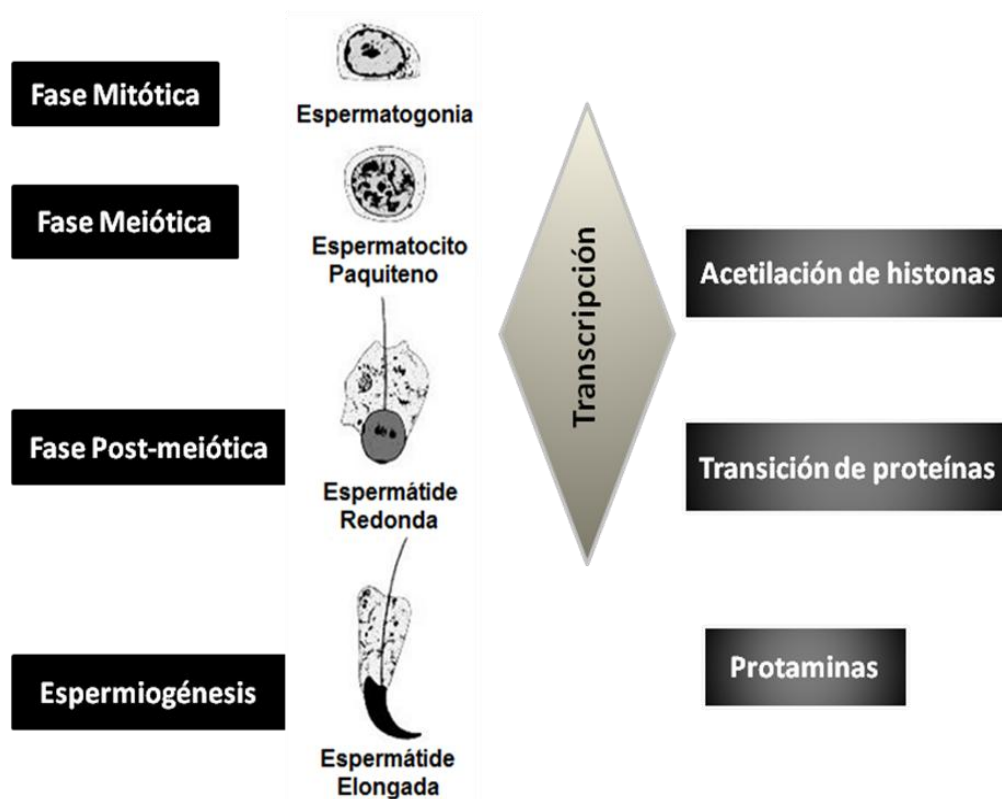 Fase Mitótica
Espermatogonia
Fase Meiótica
Espermatocito
Paquiteno
Transcripción
Acetilación de histonas
Fase Post-meiótica
Espermátide
Redonda
Transición de proteínas
Espermiogénesis
Protaminas
Espermátide
Elongada